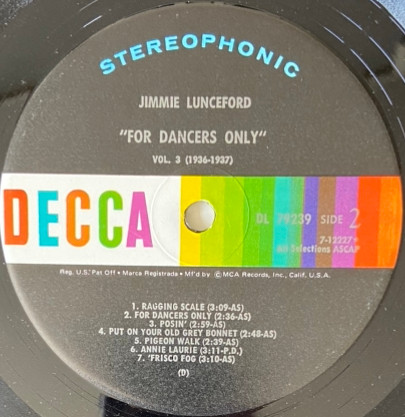 STEREOPHONIC
JIMMIE LUNCEFORD
"FOR DANCERS ONLY"
VOL. 3 (1936-1937)
DECCA
DL 79239 SIDE 2
7-12227
All Selections ASCAP
Reg. U.S. Pat Off • Marca Registrada • Mf'd by © MCA Records, Inc., Calif. U.S.A.
1. RAGGING SCALE (3:09-AS)
2. FOR DANCERS ONLY (2:36-AS)
3. POSIN' (2:59-AS)
4. PUT ON YOUR OLD GREY BONNET (2:48-AS)
5. PIGEON WALK (2:39-AS)
6. ANNIE LAURIE (3:11-P.D.)
7. 'FRISCO FOG (3:10-AS)
(D)